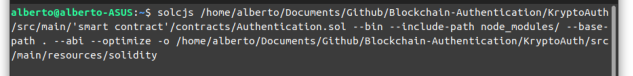 alberto@alberto-ASUS:~$ solcjs /home/alberto/Documents/Github/Blockchain-Authentication/KryptoAuth
/src/main/'smart contract'/contracts/Authentication.sol --bin --include-path node_modules/ --base-
path . --abi --optimize -o /home/alberto/Documents/Github/Blockchain-Authentication/KryptoAuth/src
/main/resources/solidity